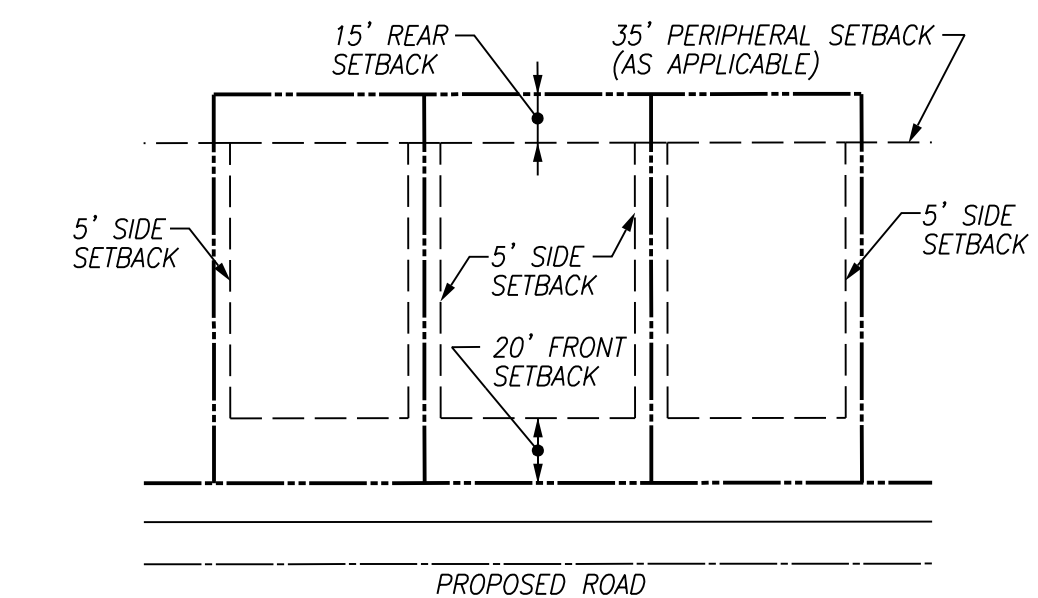 15' REAR
SETBACK
35' PERIPHERAL SETBACK
(AS APPLICABLE)
5' SIDE
SETBACK
5' SIDE
SETBACK
5' SIDE
SETBACK
20' FRONT
SETBACK
PROPOSED ROAD